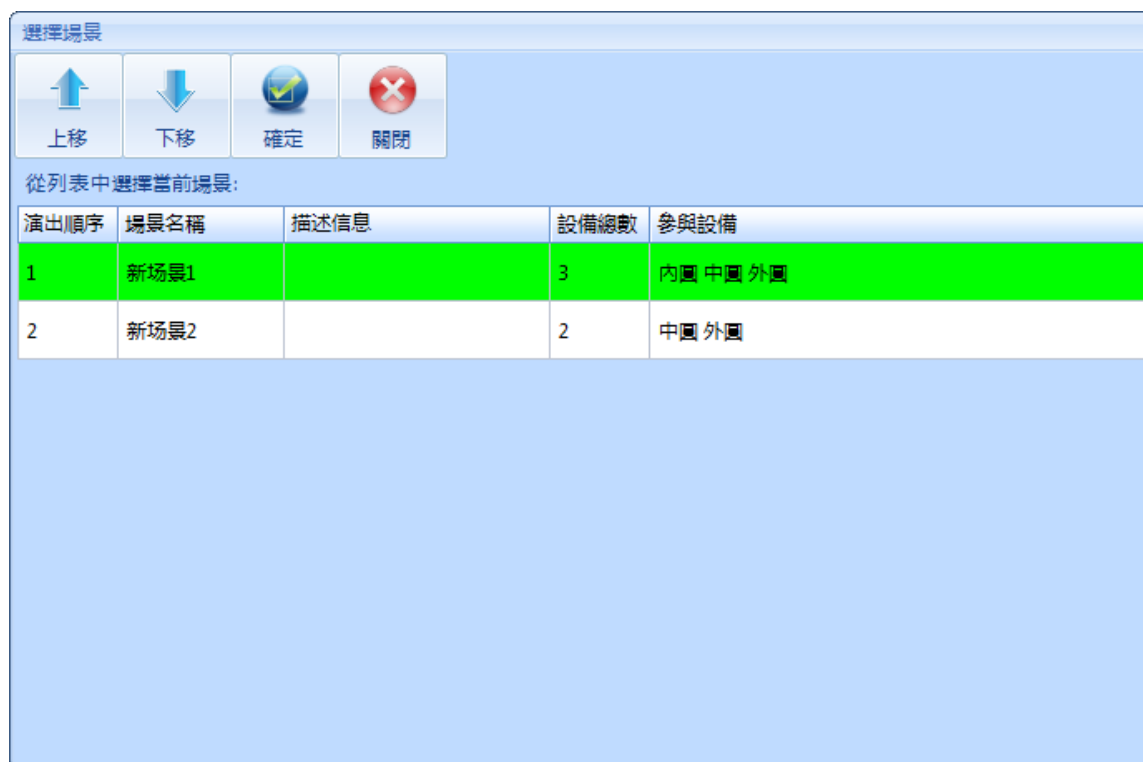 選擇場景
上移 下移 確定 關閉
從列表中選擇當前場景:
演出順序 場景名稱 描述信息 設備總數 參與設備
1 新场景1 3 內圓 中圓 外圓
2 新场景2 2 中圓 外圓